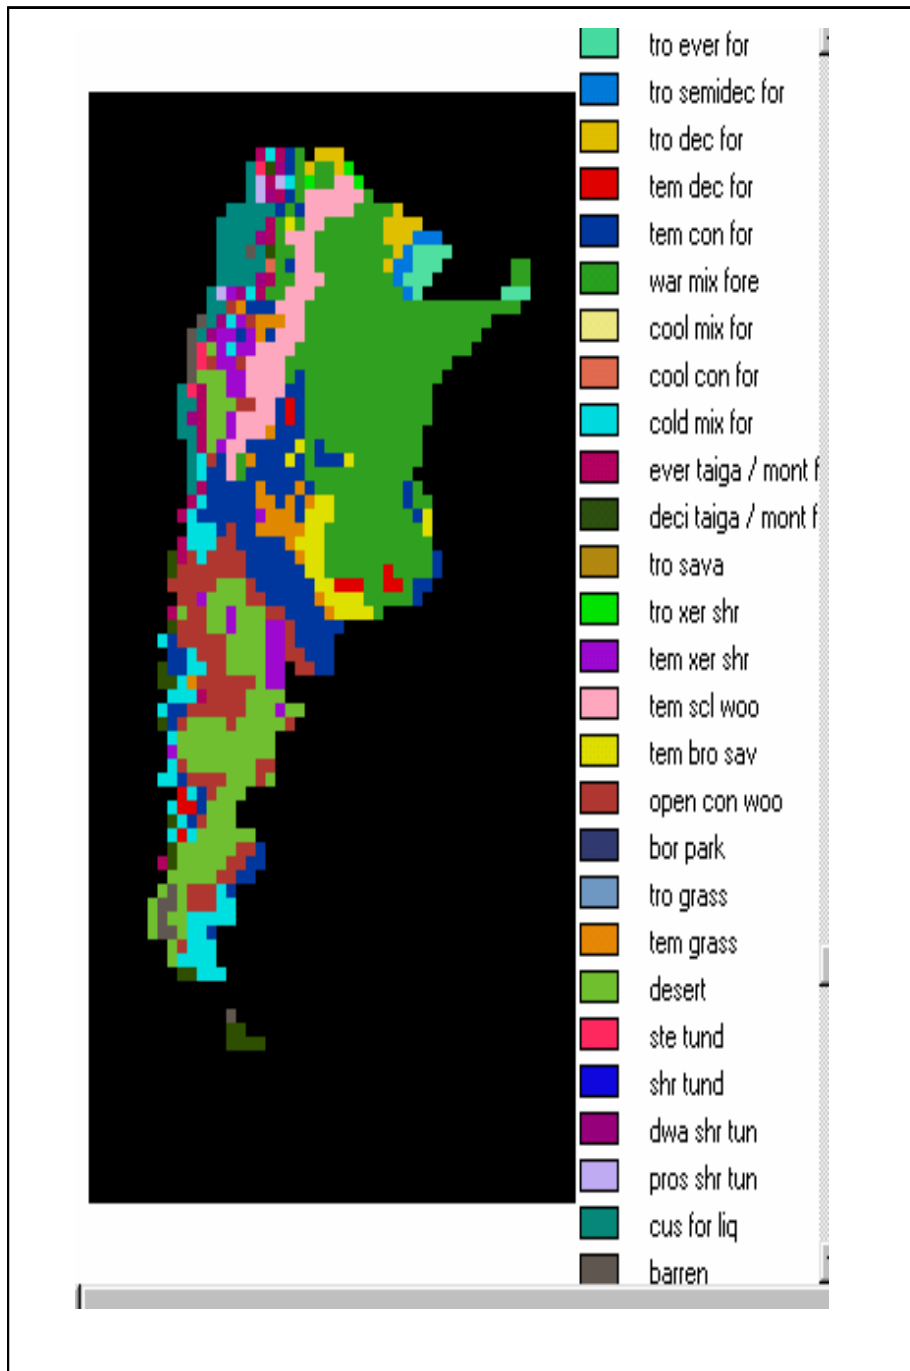 tro ever for
tro semidec for
tro dec for
tem dec for
tem con for
war mix fore
cool mix for
cool con for
cold mix for
ever taiga / mont f
deci taiga / mont f
tro sava
tro xer shr
tem xer shr
tem scl woo
tem bro sav
open con woo
bor park
tro grass
tem grass
desert
ste tund
shr tund
dwa shr tun
pros shr tun
cus for liq
barren